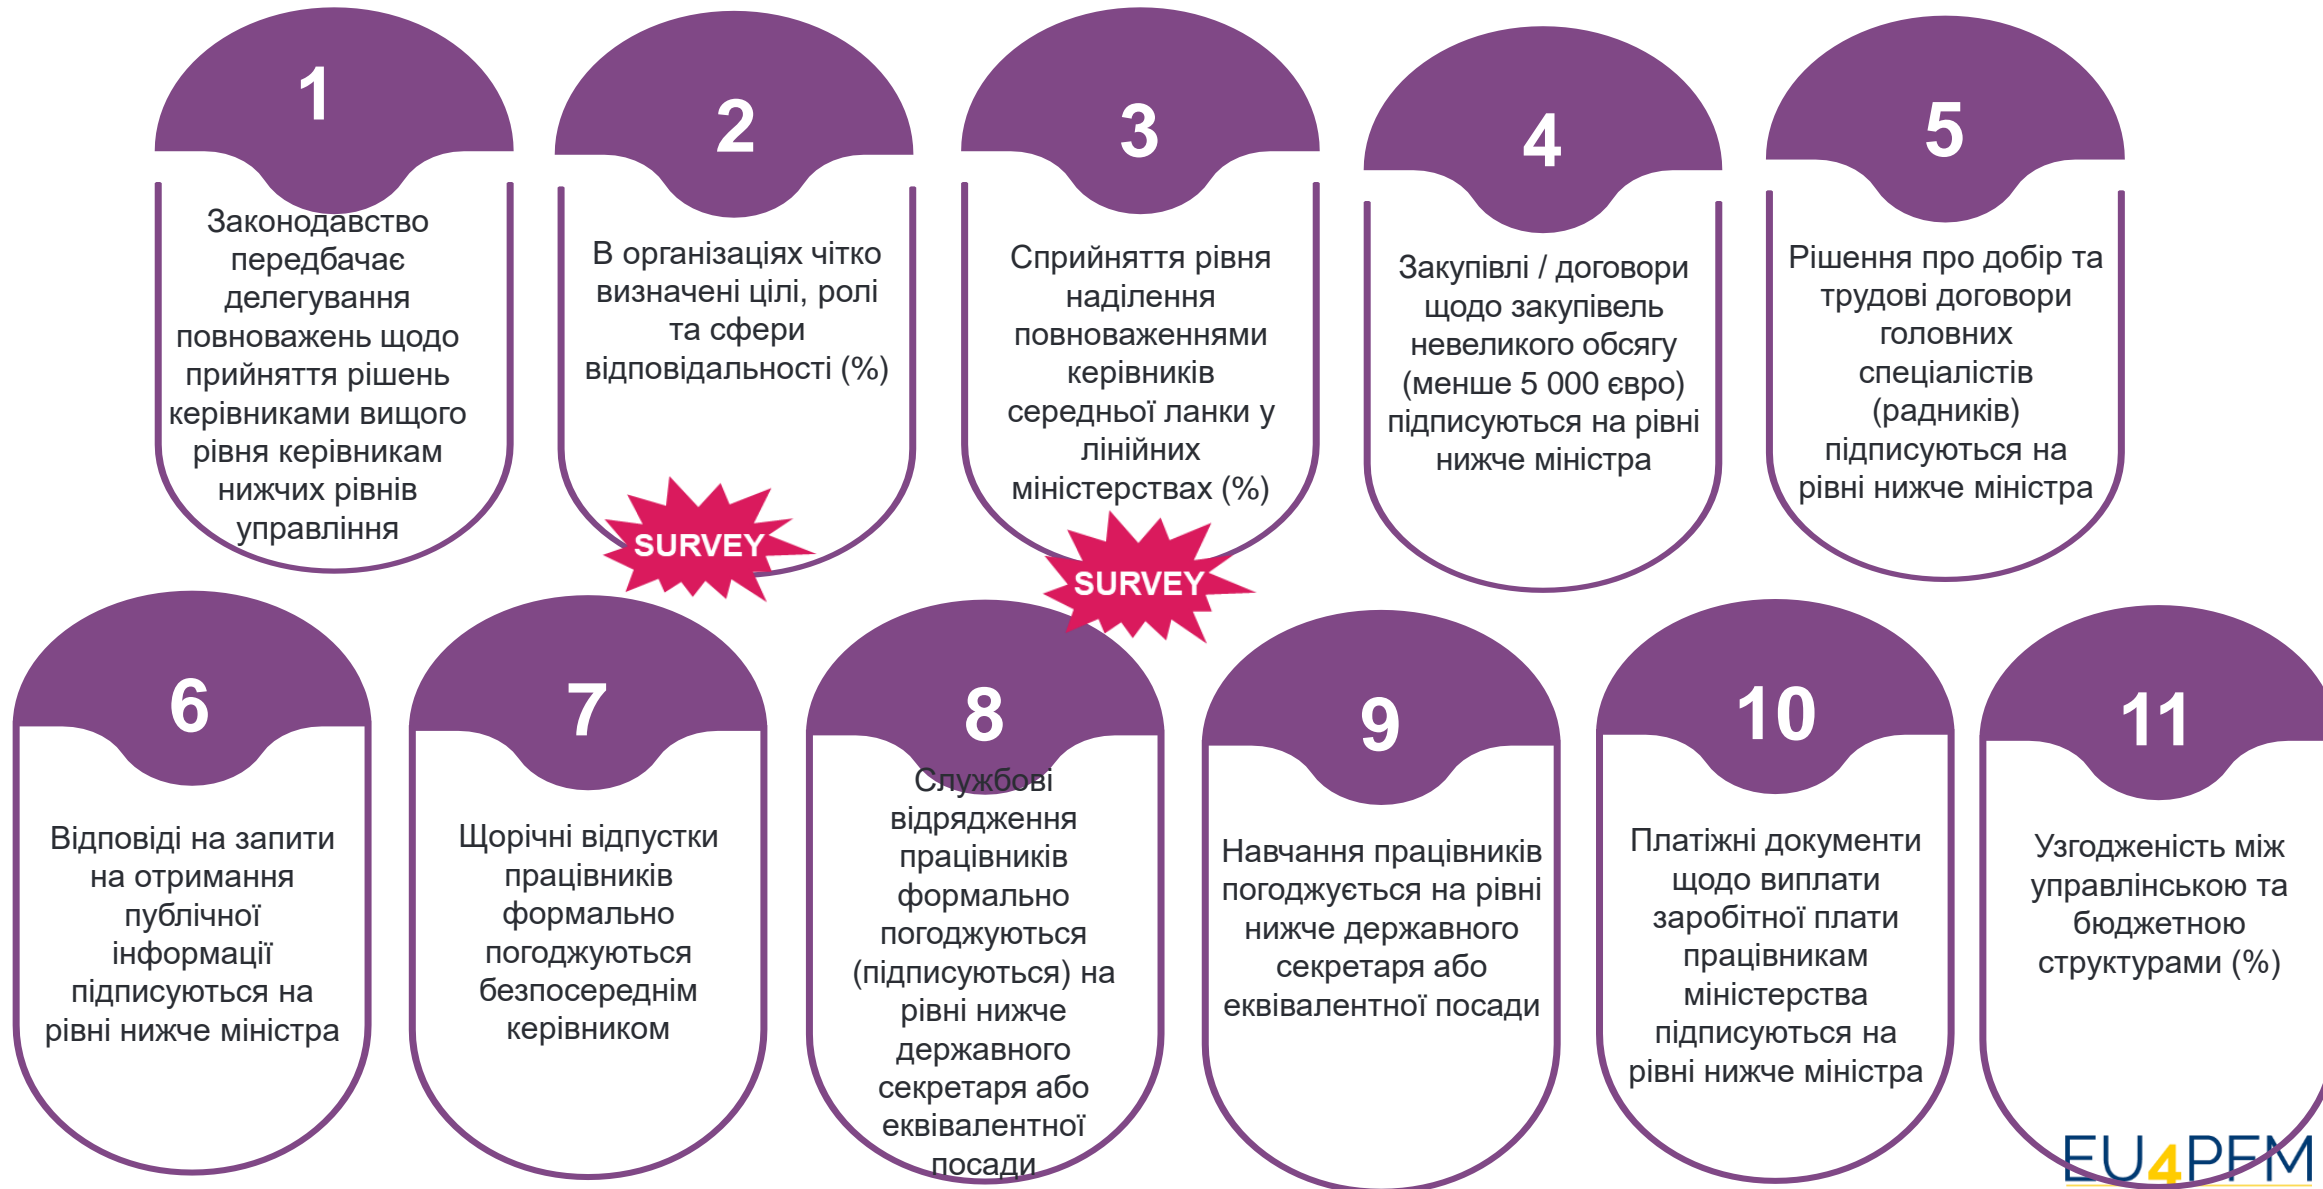 1
Законодавство
передбачає
делегування
повноважень щодо
прийняття рішень
керівниками вищого
рівня керівникам
нижчих рівнів
управління
2
В організаціях чітко
визначені цілі, ролі
та сфери
відповідальності (%)
SURVEY
3
Сприйняття рівня
наділення
повноваженнями
керівників
середньої ланки у
лінійних
міністерствах (%)
SURVEY
4
Закупівлі / договори
щодо закупівель
невеликого обсягу
(менше 5 000 євро)
підписуються на рівні
нижче міністра
5
Рішення про добір та
трудові договори
головних
спеціалістів
(радників)
підписуються на
рівні нижче міністра
6
Відповіді на запити
на отримання
публічної
інформації
підписуються на
рівні нижче міністра
7
Щорічні відпустки
працівників
формально
погоджуються
безпосереднім
керівником
8
Службові
відрядження
працівників
формально
погоджуються
(підписуються) на
рівні нижче
державного
секретаря або
еквівалентної
посади
9
Навчання працівників
погоджується на рівні
нижче державного
секретаря або
еквівалентної посади
10
Платіжні документи
щодо виплати
заробітної плати
працівникам
міністерства
підписуються на
рівні нижче міністра
11
Узгодженість між
управлінською та
бюджетною
структурами (%)
EU4PFM